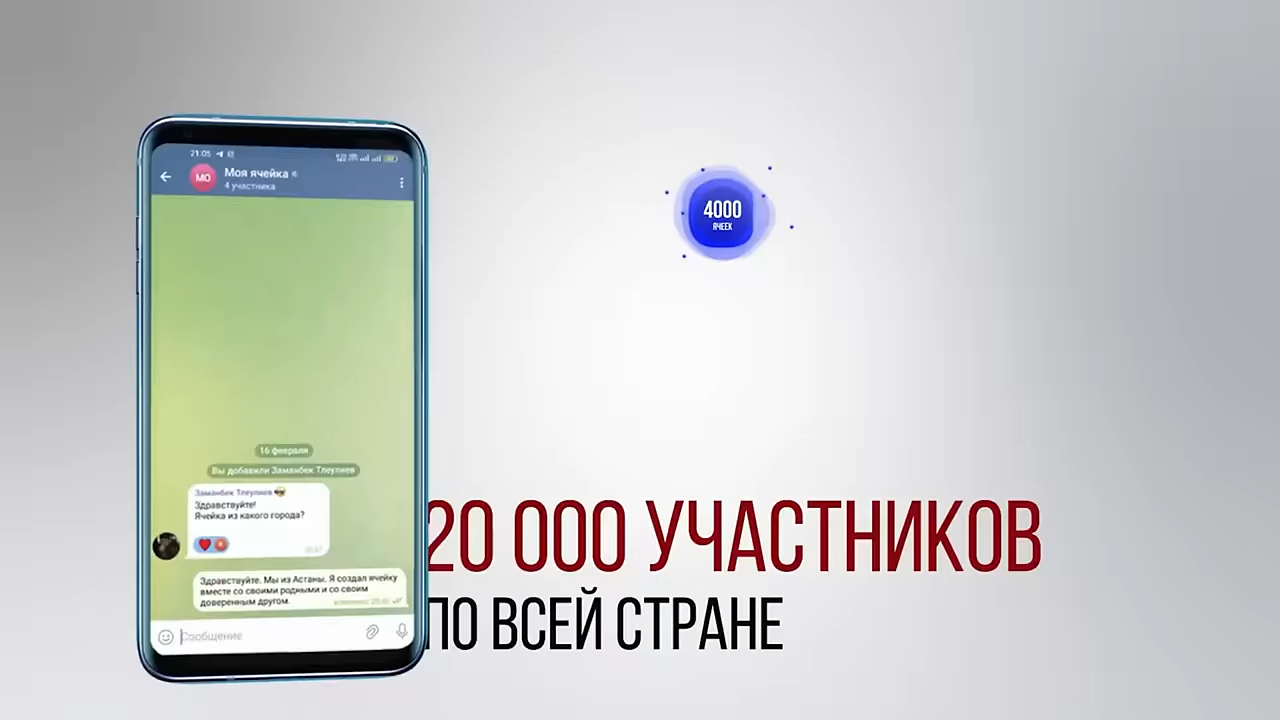 21:05
Моя ячейка
4 участника
МО
4000
ЯЧЕЕК
16 февраля
Вы добавили Заманбек Тлеулиев
Заманбек Тлеулиев
Здравствуйте!
Ячейка из какого города?
Здравствуйте. Мы из Астаны. Я создал ячейку
вместе со своими родными и со своим
доверенным другом.
Сообщение
20 000 УЧАСТНИКОВ
ПО ВСЕЙ СТРАНЕ